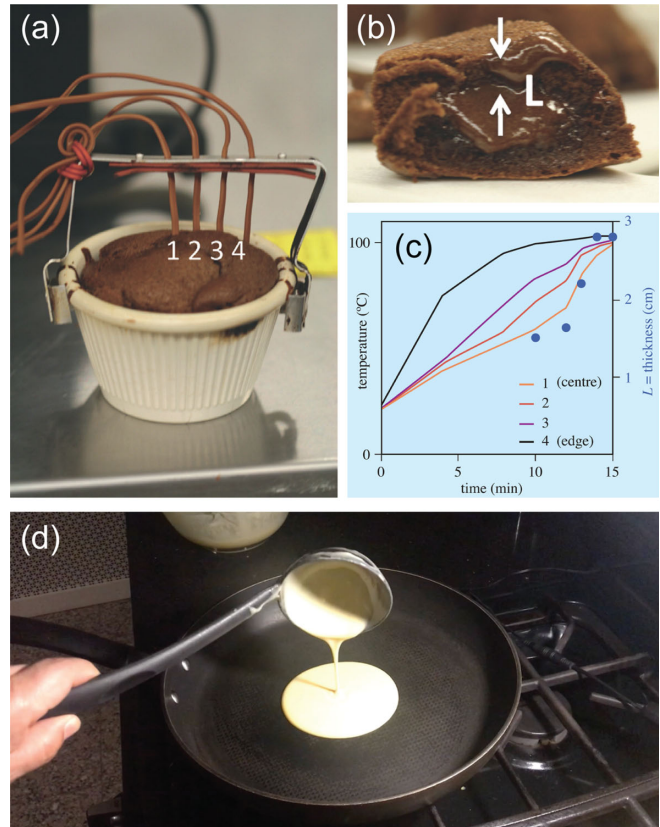 (a)
1 2 3 4
(b)
L
(c)
100
0
temperature (°C)
0
5
10
15
time (min)
3
2
1
L = thickness (cm)
1 (centre)
2
3
4 (edge)
(d)